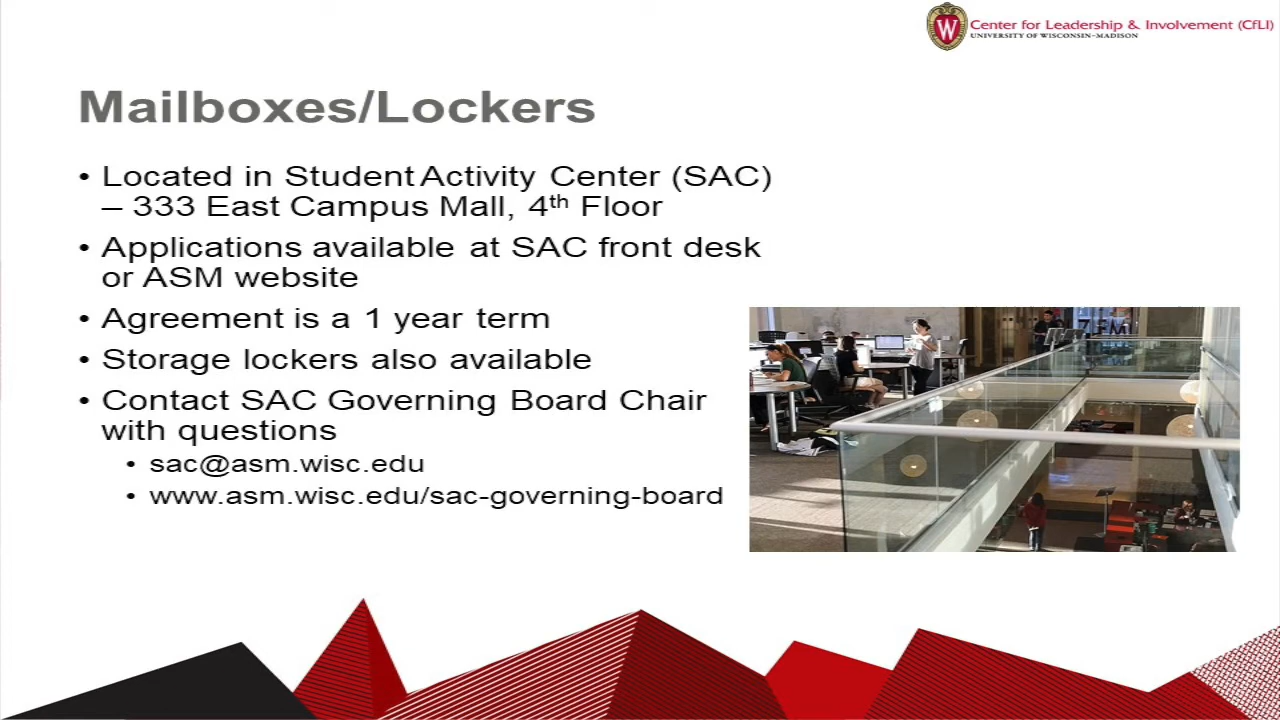 Center for Leadership & Involvement (CfLI)
UNIVERSITY OF WISCONSIN–MADISON
Mailboxes/Lockers
• Located in Student Activity Center (SAC)
– 333 East Campus Mall, 4th Floor
• Applications available at SAC front desk
or ASM website
• Agreement is a 1 year term
• Storage lockers also available
• Contact SAC Governing Board Chair
with questions
• sac@asm.wisc.edu
• www.asm.wisc.edu/sac-governing-board